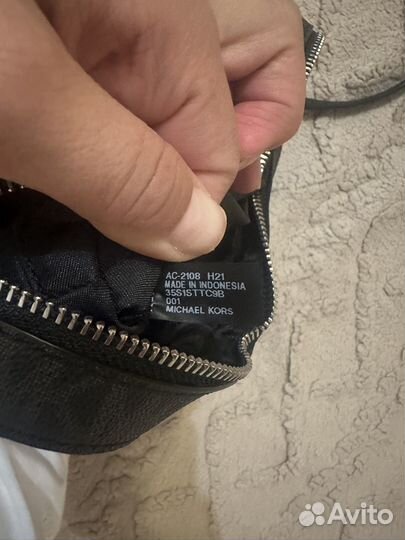 AC-2108 H21
MADE IN INDONESIA
35S1STTC9B
001
MICHAEL KORS
Avito